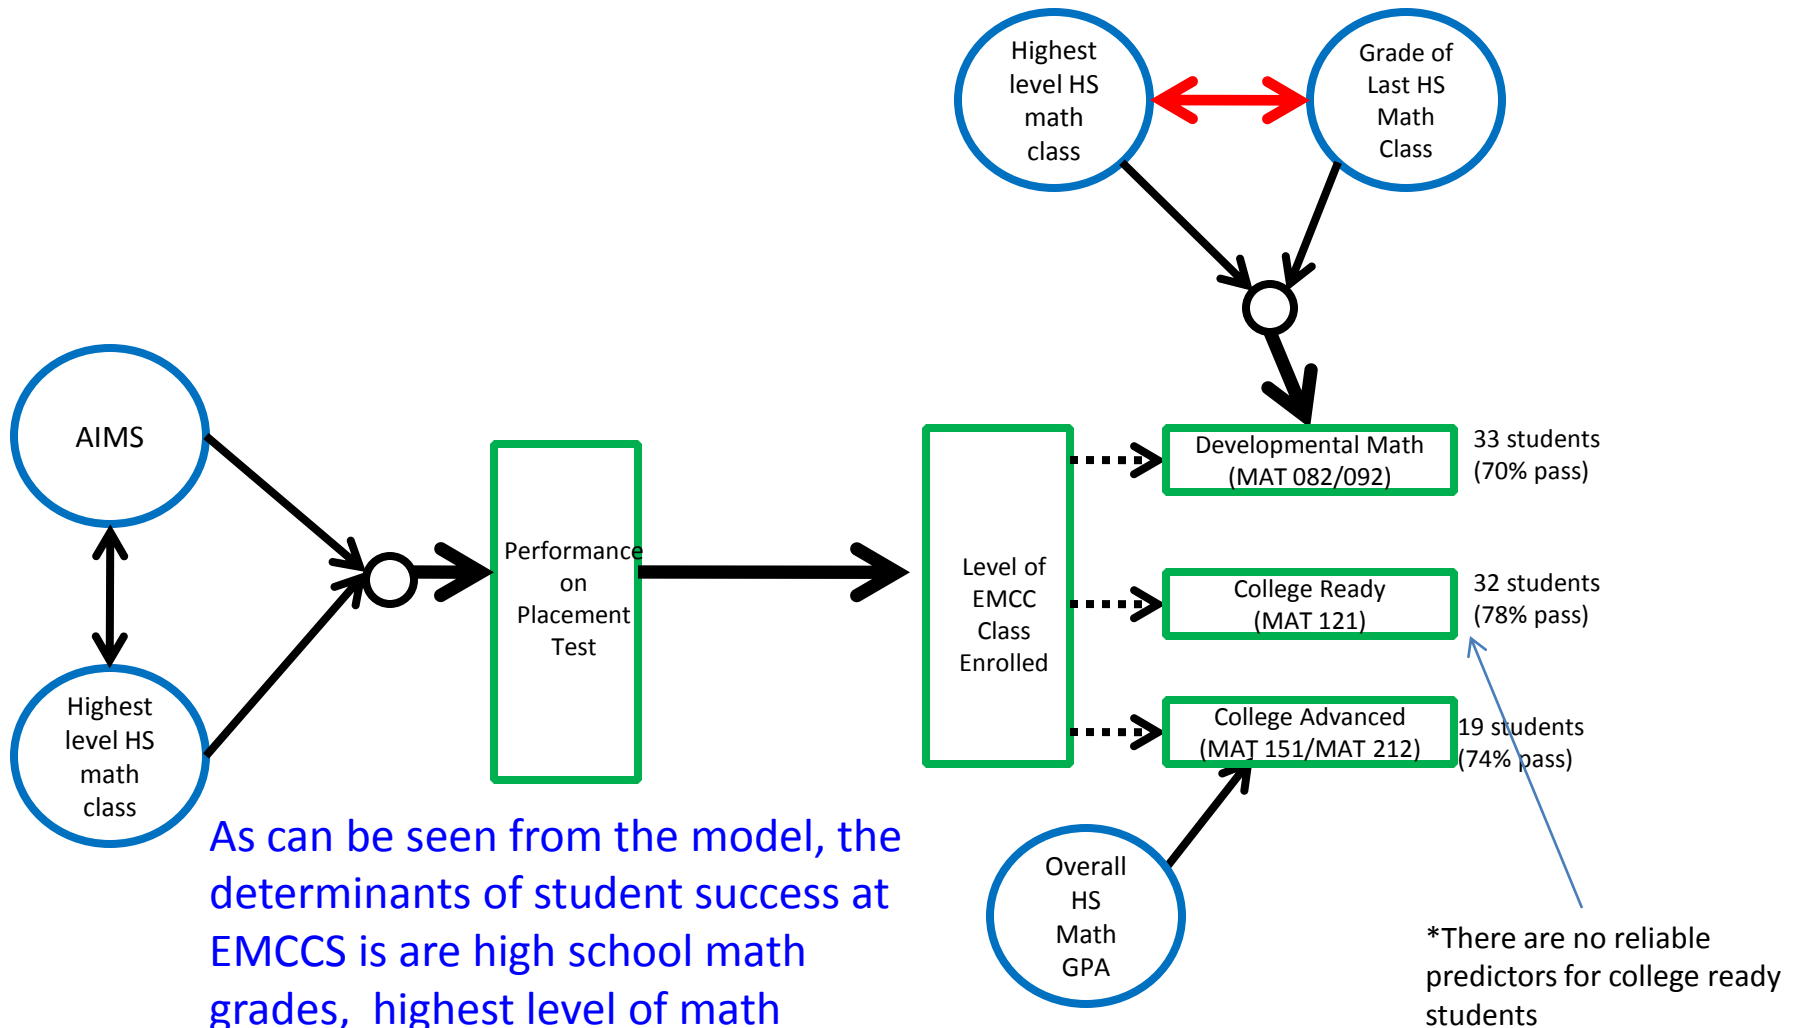 Highest
level HS
math
class
Grade of
Last HS
Math
Class
AIMS
Highest
level HS
math
class
Performance
on
Placement
Test
Level of
EMCC
Class
Enrolled
Developmental Math
(MAT 082/092)
33 students
(70% pass)
College Ready
(MAT 121)
32 students
(78% pass)
College Advanced
(MAT 151/MAT 212)
19 students
(74% pass)
Overall
HS
Math
GPA
*There are no reliable
predictors for college ready
students
As can be seen from the model, the
determinants of student success at
EMCCS is are high school math
grades, highest level of math